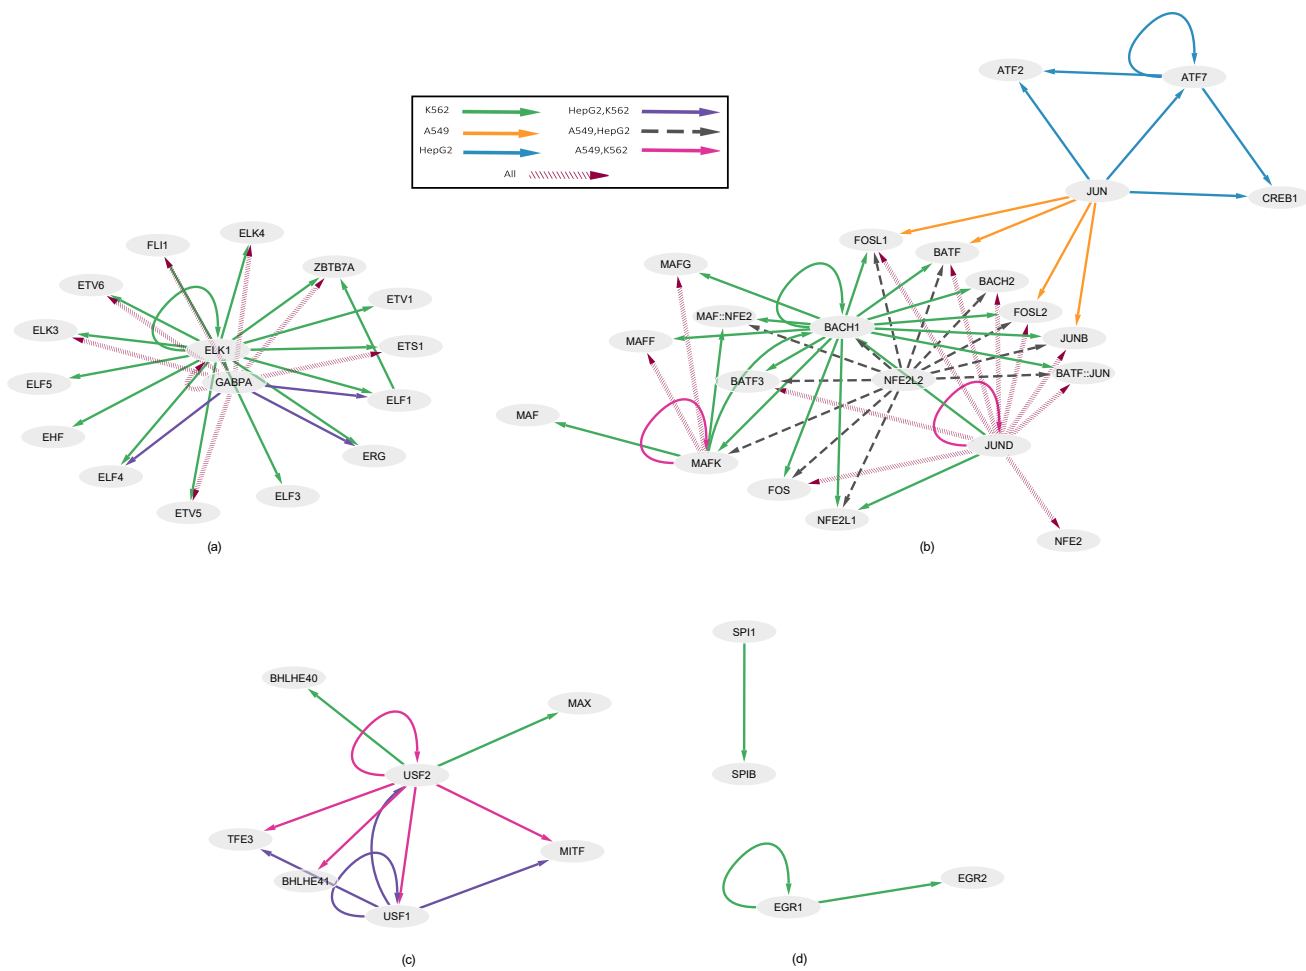 ATF2
ATF7
K562
HepG2,K562
A549
A549,HepG2
HepG2
A549,K562
All
JUN
CREB1
ELK4
FLI1
ZBTB7A
FOSL1
BATF
MAFG
BACH2
ETV6
ETV1
MAF::NFE2
FOSL2
ELK3
BACH1
JUNB
ELK1
ETS1
MAFF
ELF5
GABPA
BATF3
NFE2L2
BATF::JUN
ELF1
MAF
EHF
JUND
ERG
MAFK
ELF4
ELF3
FOS
ETV5
NFE2L1
NFE2
(a)
(b)
SPI1
BHLHE40
MAX
USF2
SPIB
TFE3
MITF
BHLHE41
EGR2
USF1
EGR1
(c)
(d)